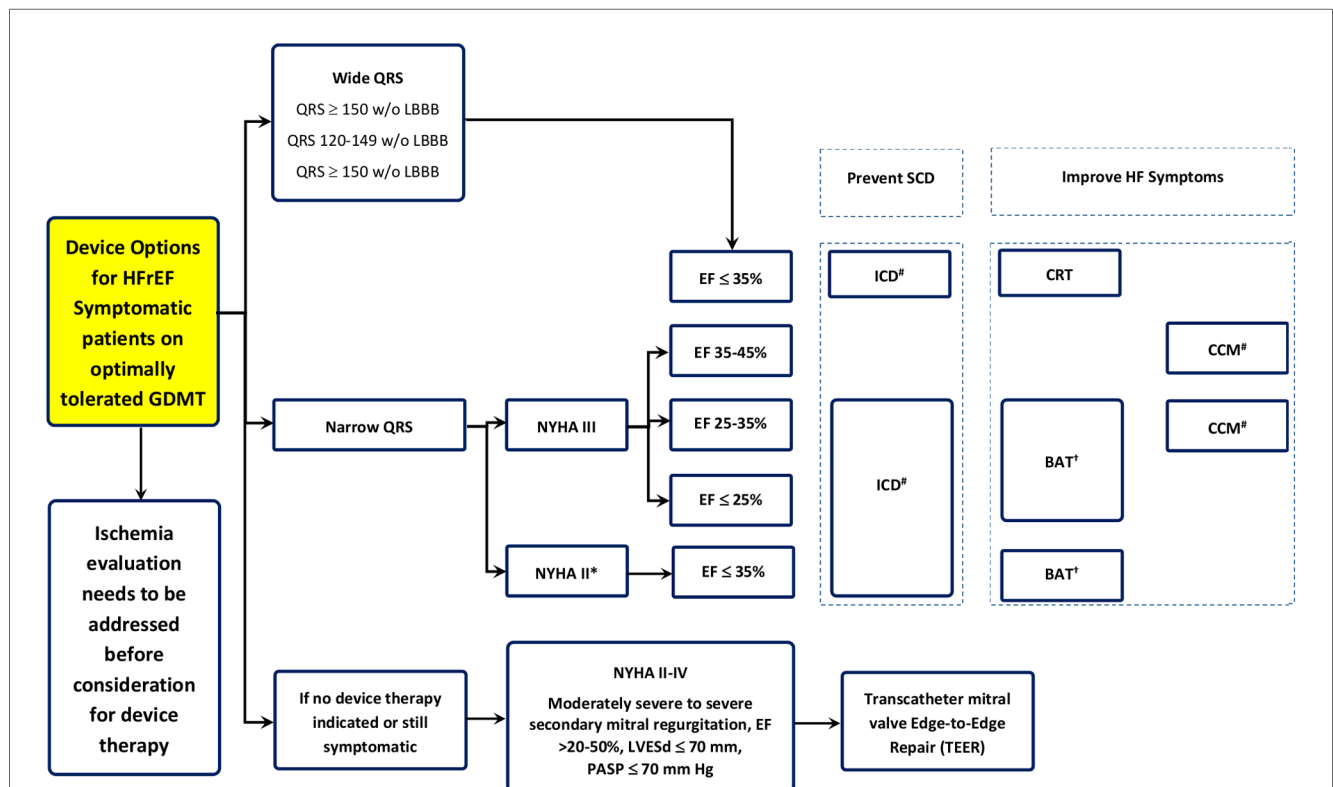 Wide QRS
QRS ≥ 150 w/o LBBB
QRS 120-149 w/o LBBB
QRS ≥ 150 w/o LBBB
Prevent SCD
Improve HF Symptoms
Device Options
for HFrEF
Symptomatic
patients on
optimally
tolerated GDMT
EF ≤ 35%
ICD#
CRT
EF 35-45%
CCM#
Narrow QRS
NYHA III
EF 25-35%
CCM#
ICD#
BAT†
EF ≤ 25%
NYHA II*
EF ≤ 35%
BAT†
Ischemia
evaluation
needs to be
addressed
before
consideration
for device
therapy
If no device therapy
indicated or still
symptomatic
NYHA II-IV
Moderately severe to severe
secondary mitral regurgitation, EF
>20-50%, LVESd ≤ 70 mm,
PASP ≤ 70 mm Hg
Transcatheter mitral
valve Edge-to-Edge
Repair (TEER)